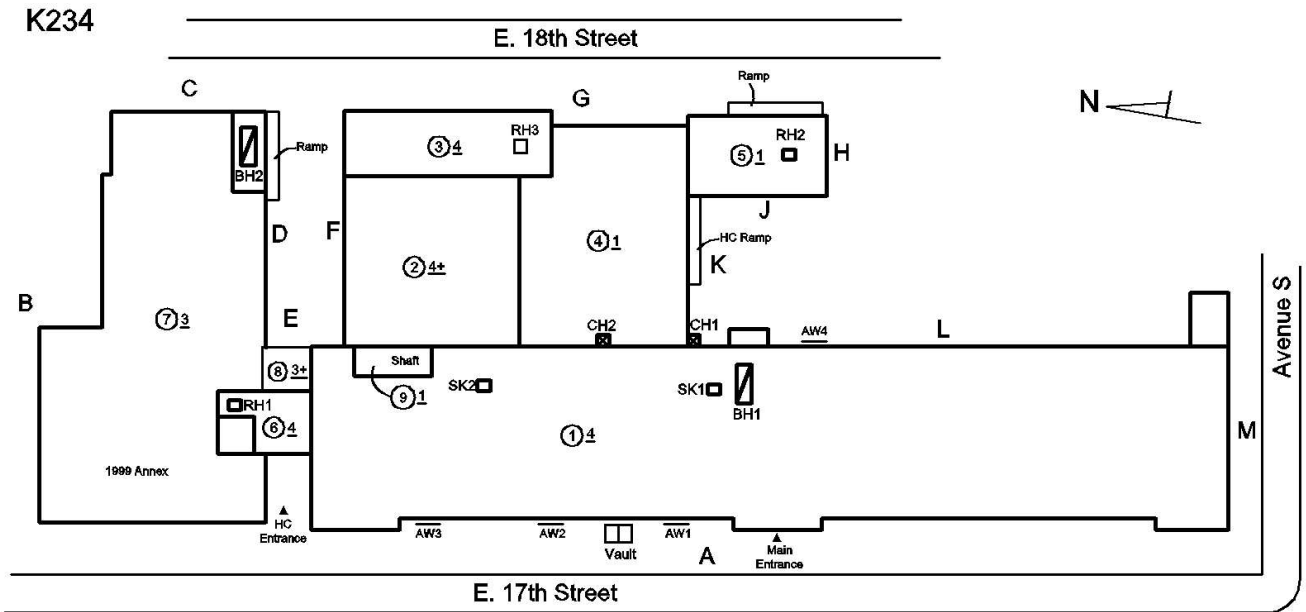 K234
E. 18th Street
C
G
Ramp
N
RH3
RH2
Ramp
3 4
5 1
H
BH2
D
F
J
HC Ramp
4 1
K
2 4+
B
E
7 3
CH2
CH1
AW4
L
Avenue S
8 3+
Shaft
SK2
SK1
9 1
RH1
BH1
6 4
1 4
M
1999 Annex
HC
Entrance
AW3
AW2
Vault
AW1
A
Main
Entrance
E. 17th Street